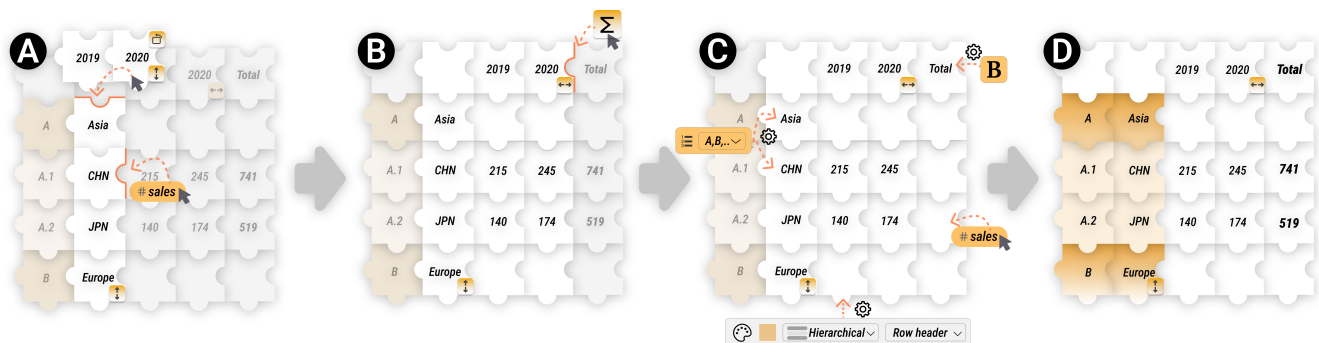 A
2019 2020
2020 Total
A Asia
A.1 CHN 215 245 741
# sales
A.2 JPN 140 174 519
B Europe
B
Σ
2019 2020 Total
A Asia
A.1 CHN 215 245 741
A.2 JPN 140 174 519
B Europe
C
2019 2020 Total
B
A Asia
A,B,..
A.1 CHN 215 245
A.2 JPN 140 174
# sales
B Europe
Hierarchical Row header
D
2019 2020 Total
A Asia
A.1 CHN 215 245 741
A.2 JPN 140 174 519
B Europe